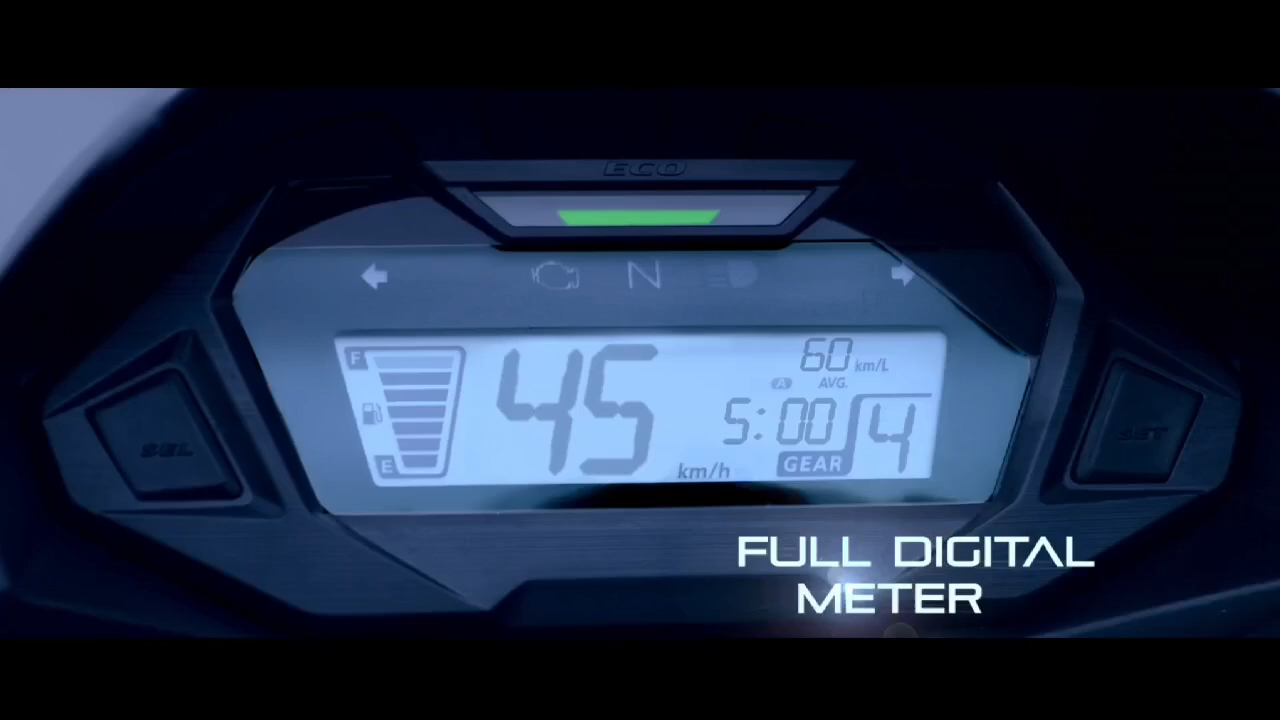 ECO
N
F
60 km/L
A AVG.
45 km/h
5:00
E
GEAR 4
SEL
SET
FULL DIGITAL
METER